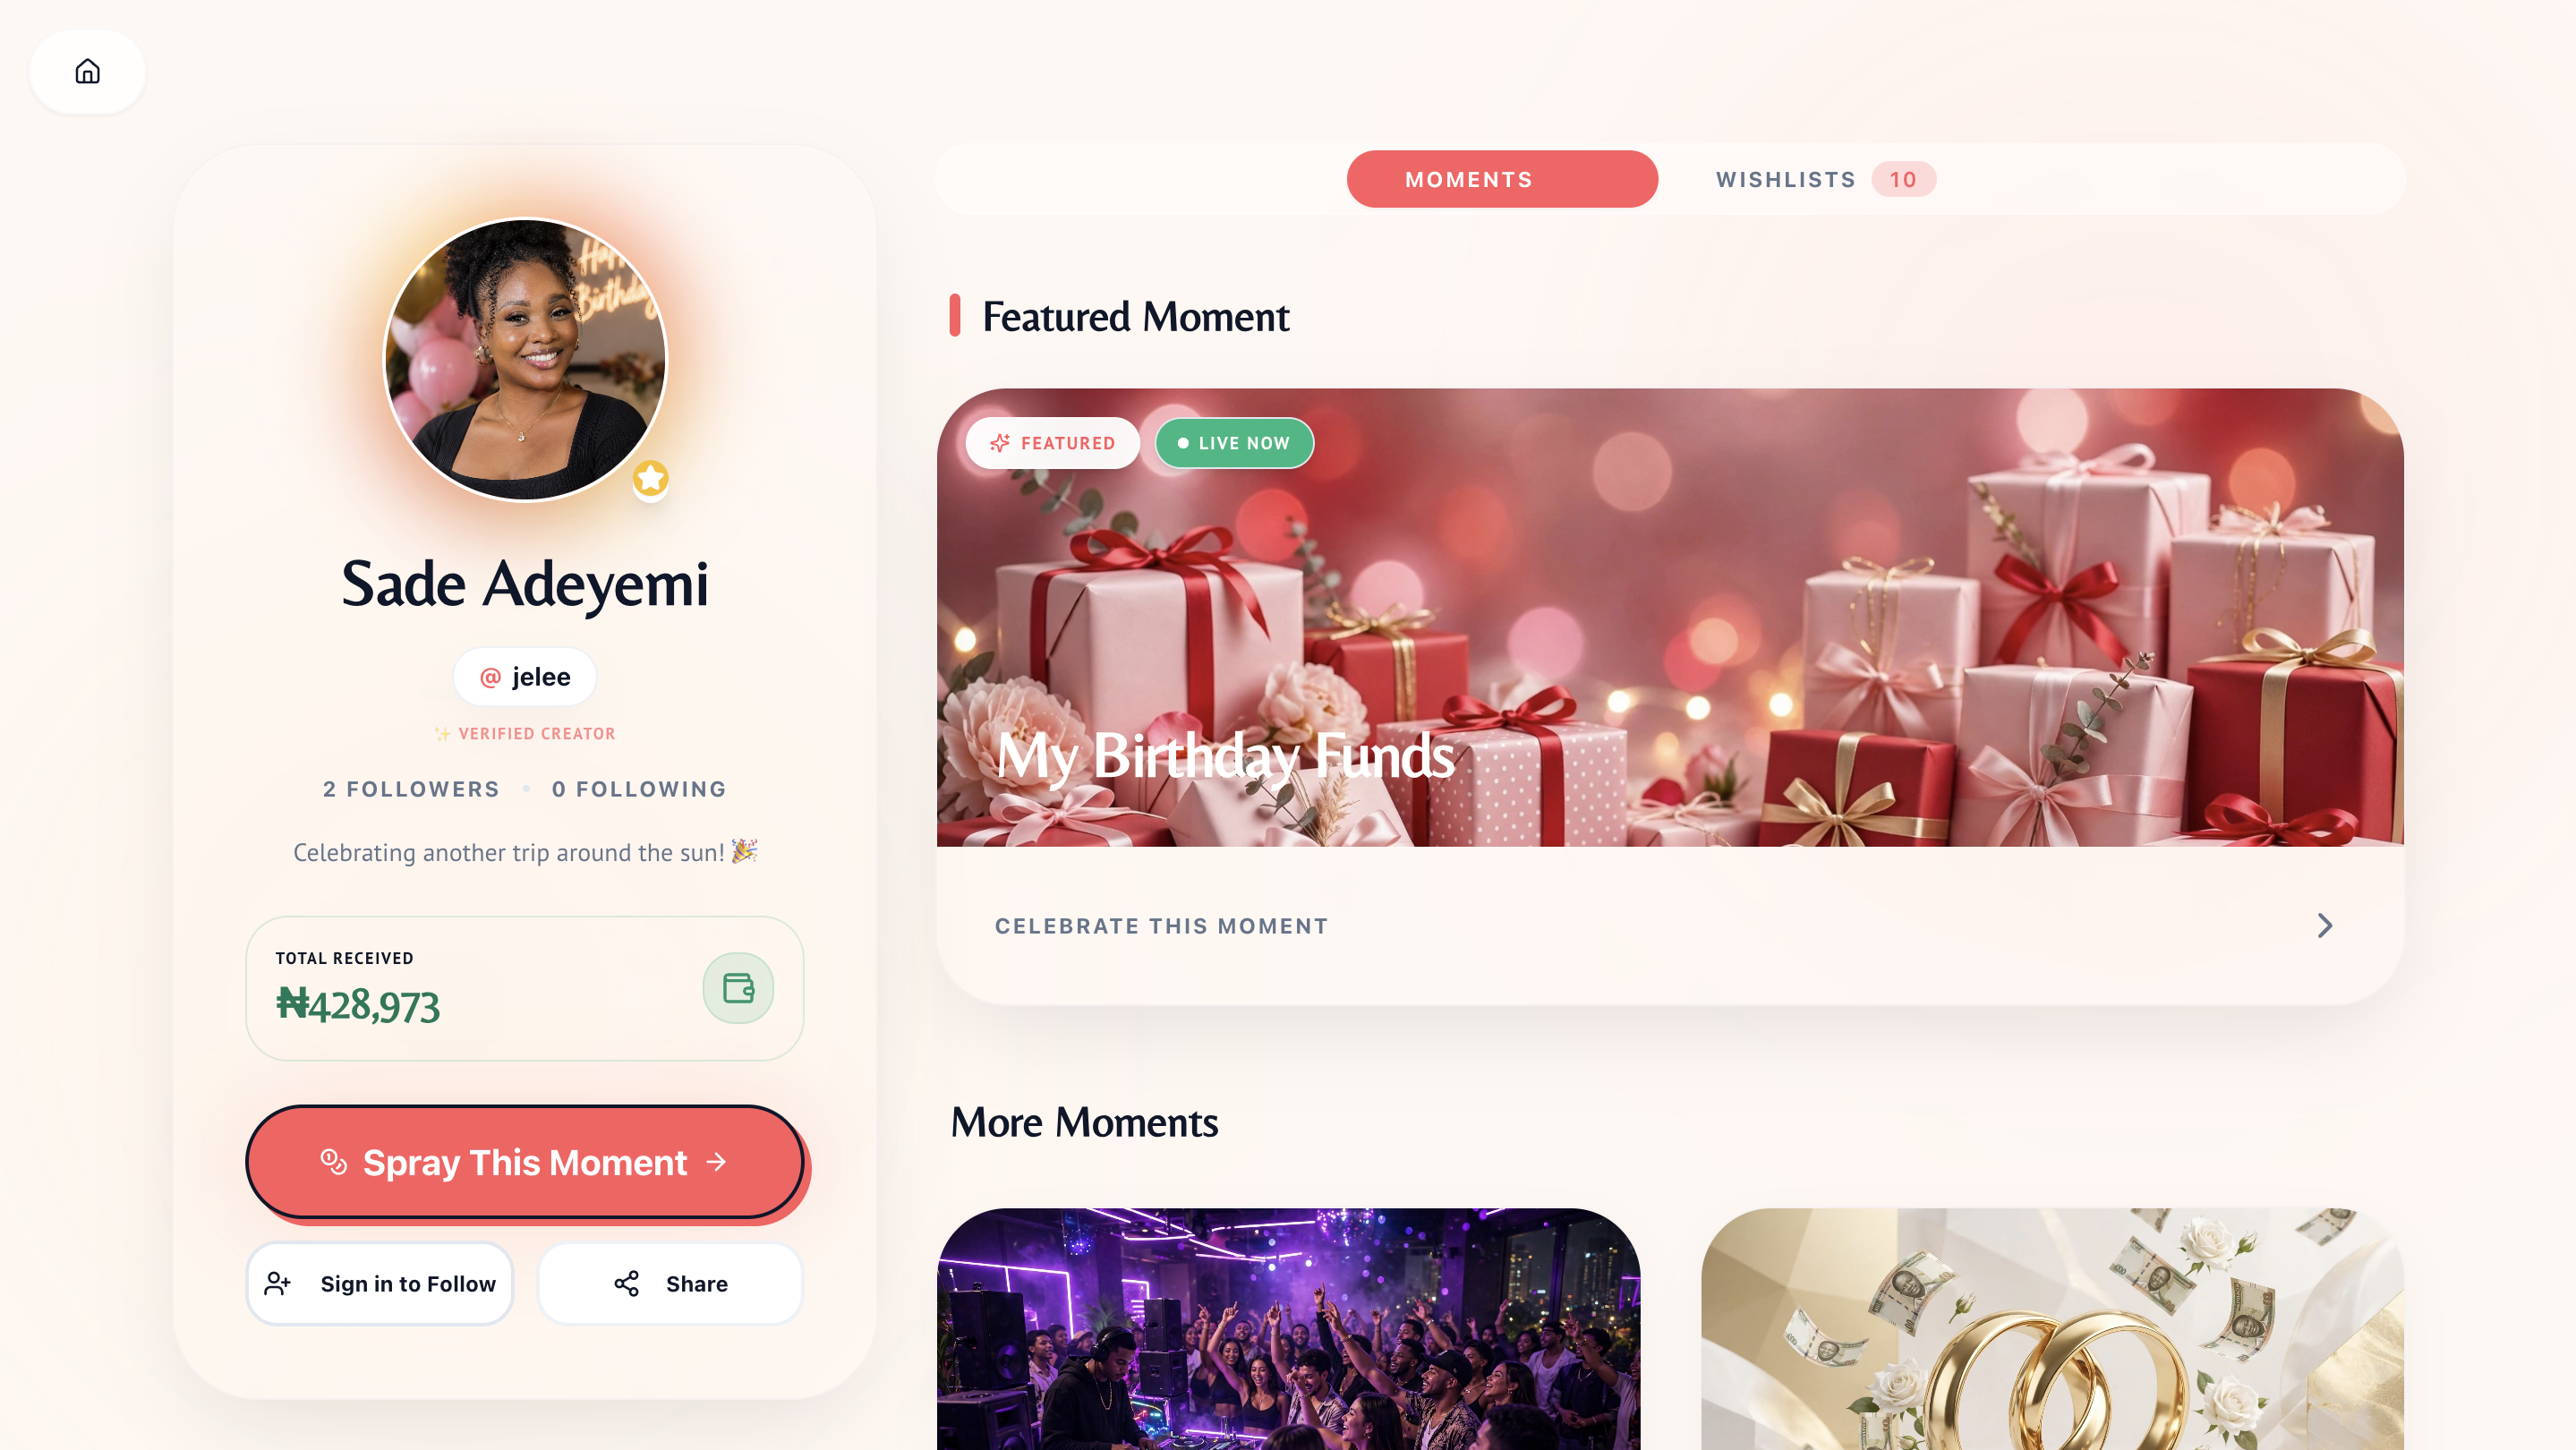 MOMENTS
WISHLISTS 10
Happy
Birthday
Sade Adeyemi
@ jelee
✨ VERIFIED CREATOR
2 FOLLOWERS • 0 FOLLOWING
Celebrating another trip around the sun! 🎉
TOTAL RECEIVED
₦428,973
Spray This Moment →
Sign in to Follow
Share
Featured Moment
FEATURED
LIVE NOW
My Birthday Funds
CELEBRATE THIS MOMENT
More Moments